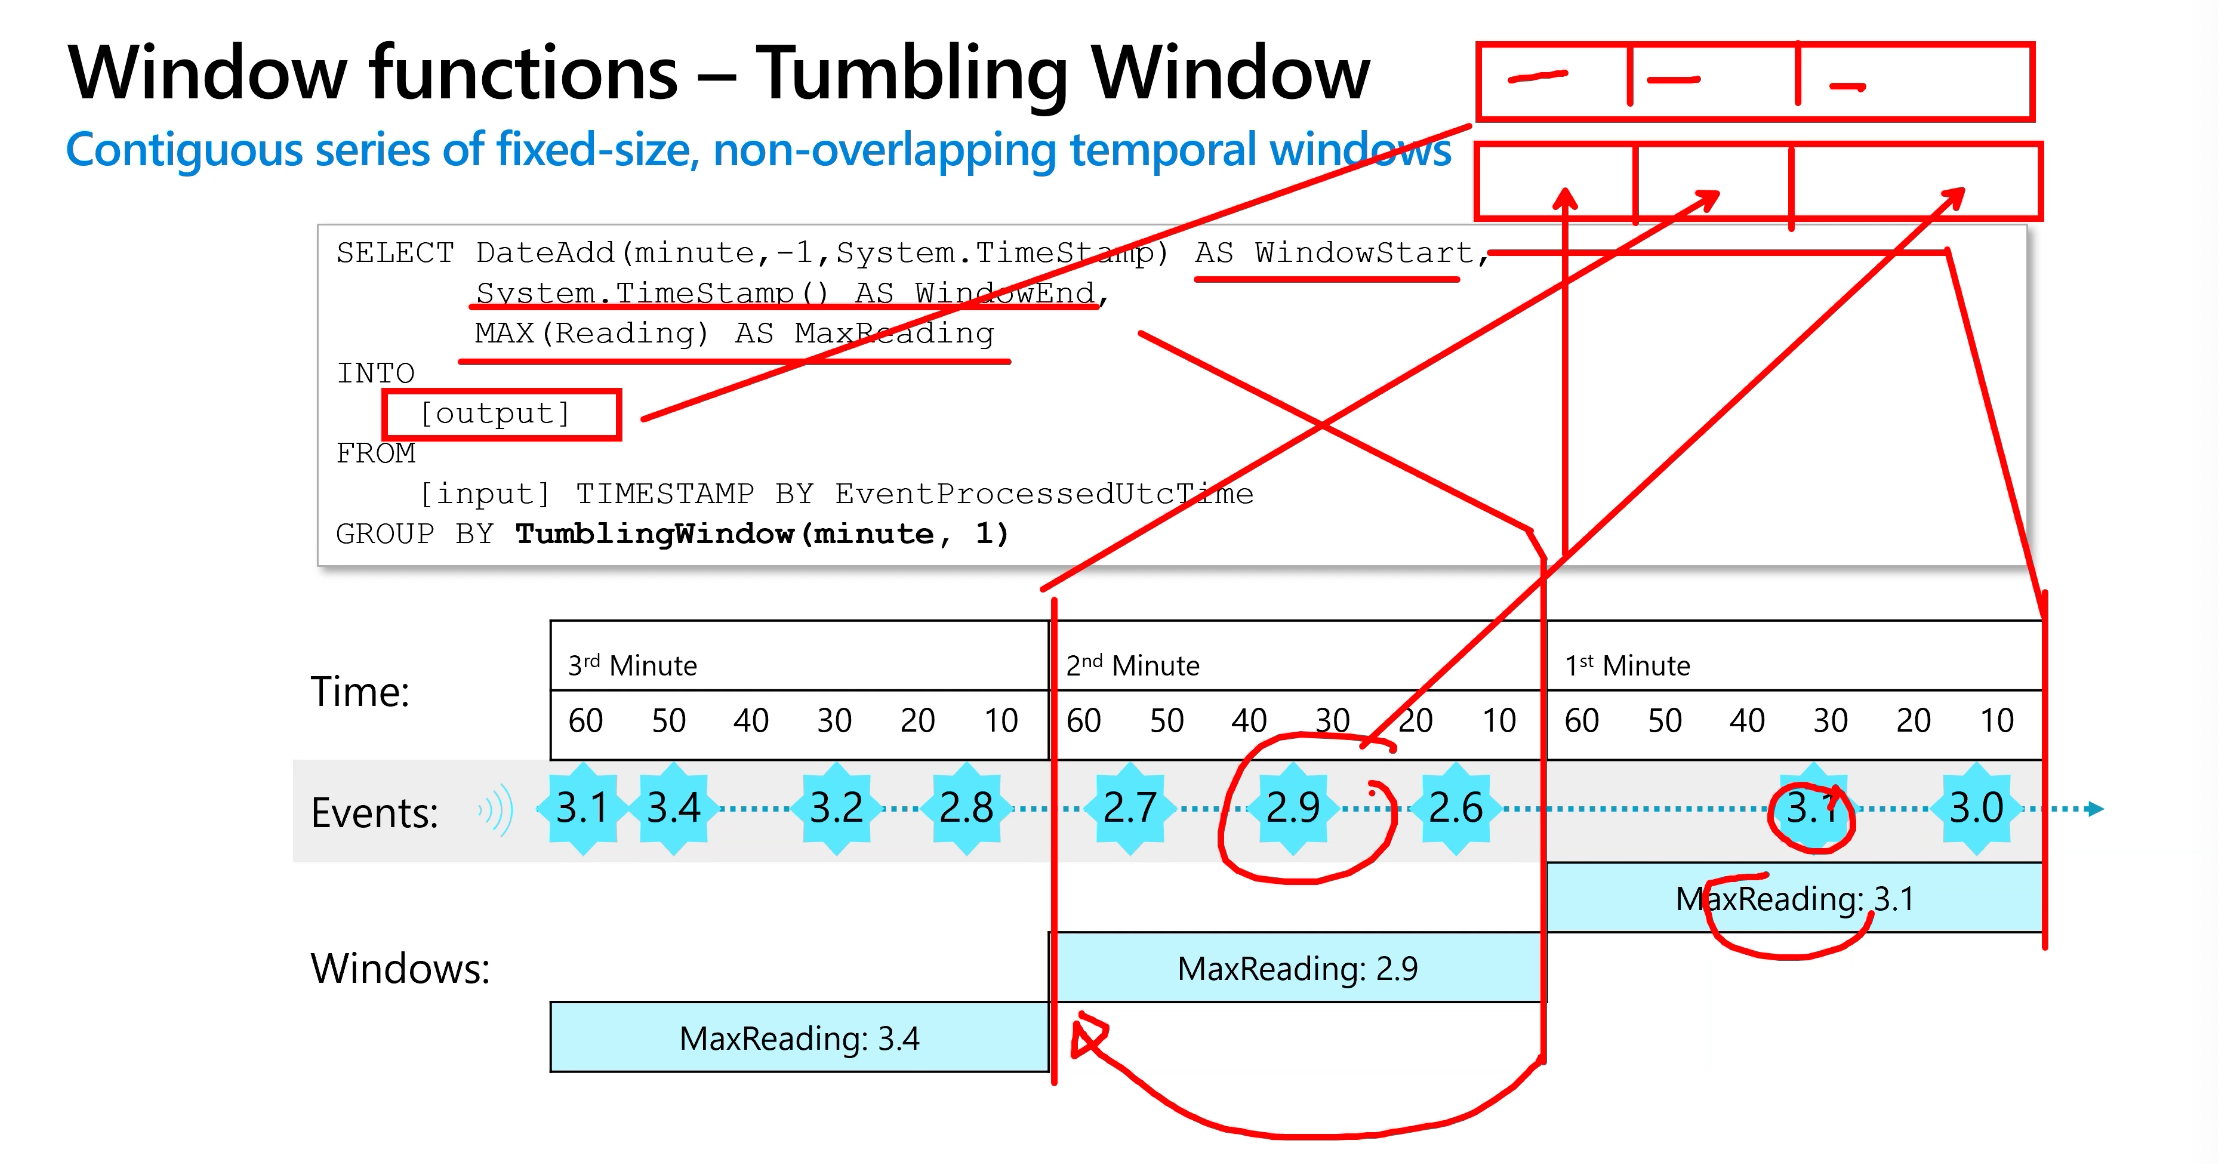 Window functions – Tumbling Window
Contiguous series of fixed-size, non-overlapping temporal windows
SELECT DateAdd(minute,-1,System.TimeStamp) AS WindowStart,
System.TimeStamp() AS WindowEnd,
MAX(Reading) AS MaxReading
INTO
[output]
FROM
[input] TIMESTAMP BY EventProcessedUtcTime
GROUP BY TumblingWindow(minute, 1)
Time:
3rd Minute 2nd Minute 1st Minute
60 50 40 30 20 10 60 50 40 30 20 10 60 50 40 30 20 10
Events: 3.1 3.4 3.2 2.8 2.7 2.9 2.6 3.1 3.0
MaxReading: 3.1
Windows: MaxReading: 2.9
MaxReading: 3.4